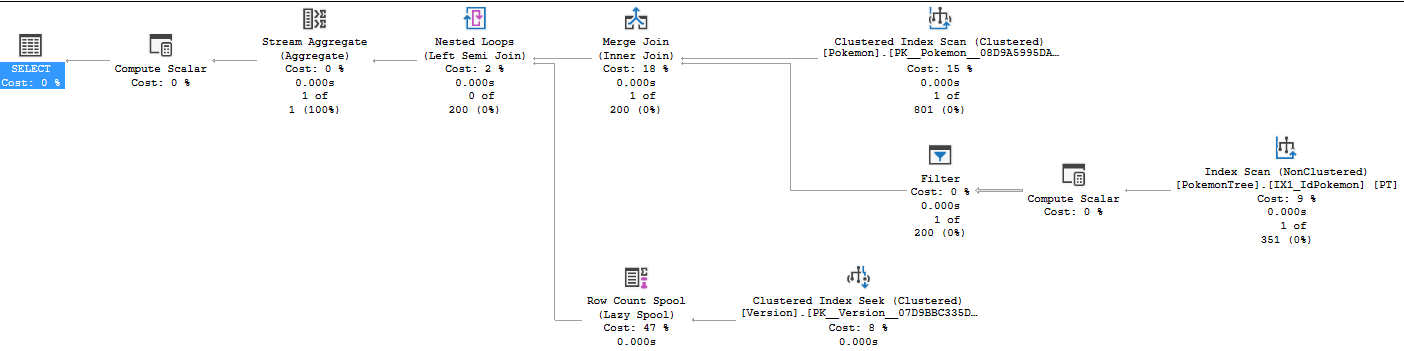 SELECT
Cost: 0 %
Compute Scalar
Cost: 0 %
Stream Aggregate
(Aggregate)
Cost: 0 %
0.000s
1 of
1 (100%)
Nested Loops
(Left Semi Join)
Cost: 2 %
0.000s
0 of
200 (0%)
Merge Join
(Inner Join)
Cost: 18 %
0.000s
1 of
200 (0%)
Clustered Index Scan (Clustered)
[Pokemon].[PK__Pokemon__08D9A5995DA…
Cost: 15 %
0.000s
1 of
801 (0%)
Filter
Cost: 0 %
0.000s
1 of
200 (0%)
Compute Scalar
Cost: 0 %
Index Scan (NonClustered)
[PokemonTree].[IX1_IdPokemon] [PT]
Cost: 9 %
0.000s
1 of
351 (0%)
Row Count Spool
(Lazy Spool)
Cost: 47 %
0.000s
Clustered Index Seek (Clustered)
[Version].[PK__Version__07D9BBC335D…
Cost: 8 %
0.000s